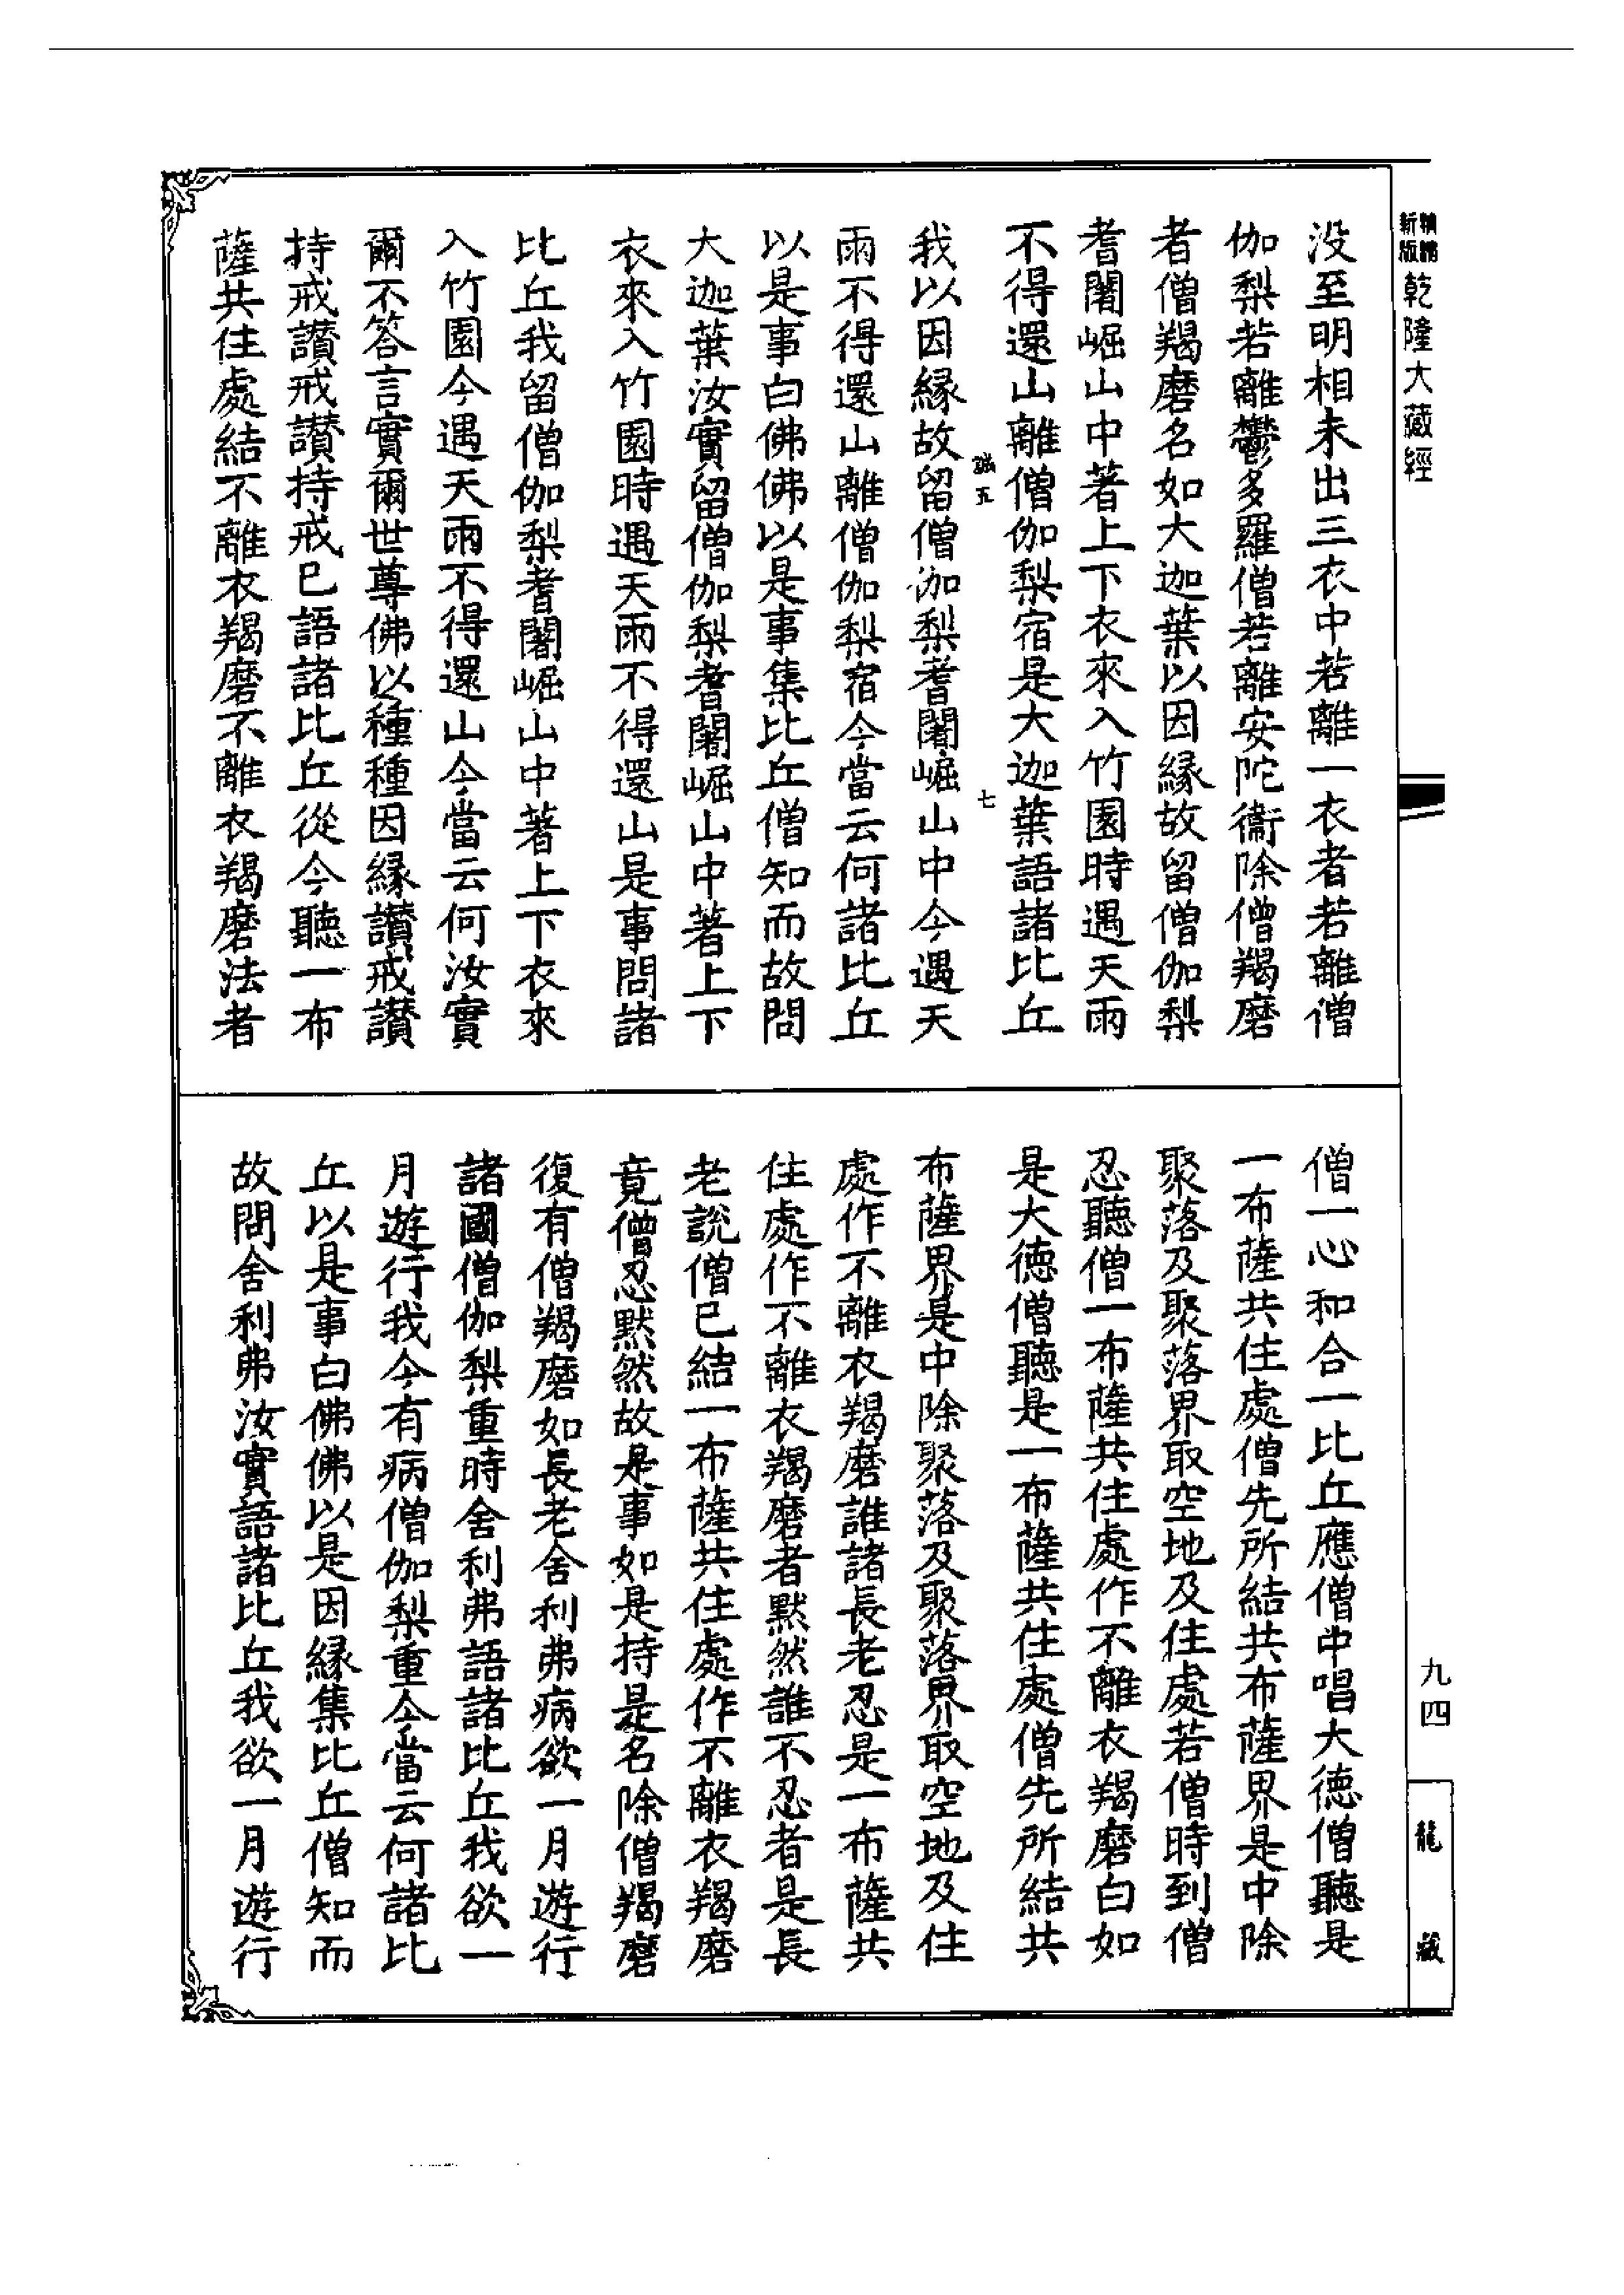 新版
精縮
乾隆大藏經
没至明相未出三衣中若離一衣者若離僧
伽梨若離鬱多羅僧若離安陀衞除僧羯磨
者僧羯磨名如大迦葉以因縁故留僧伽梨
耆闍崛山中著上下衣來入竹園時遇天雨
不得還山離僧伽梨宿是大迦葉語諸比丘
誠五
七
我以因縁故留僧伽梨耆闍崛山中今遇天
雨不得還山離僧伽梨宿今當云何諸比丘
以是事白佛佛以是事集比丘僧知而故問
大迦葉汝實留僧伽梨耆闍崛山中著上下
衣來入竹園時遇天雨不得還山是事問諸
比丘我留僧伽梨耆闍崛山中著上下衣來
入竹園今遇天雨不得還山今當云何汝實
爾不答言實爾世尊佛以種種因縁讃戒讃
持戒讃戒讃持戒已語諸比丘從今聽一布
薩共住處結不離衣羯磨不離衣羯磨法者
僧一心和合一比丘應僧中唱大德僧聽是
一布薩共住處僧先所結共布薩界是中除
聚落及聚落界取空地及住處若僧時到僧
忍聽僧一布薩共住處作不離衣羯磨白如
是大德僧聽是一布薩共住處僧先所結共
布薩界是中除聚落及聚落界取空地及住
處作不離衣羯磨誰諸長老忍是一布薩共
住處作不離衣羯磨者默然誰不忍者是長
老說僧已結一布薩共住處作不離衣羯磨
竟僧忍默然故是事如是持是名除僧羯磨
復有僧羯磨如長老舍利弗病欲一月遊行
諸國僧伽梨重時舍利弗語諸比丘我欲一
月遊行我今有病僧伽梨重今當云何諸比
丘以是事白佛佛以是因縁集比丘僧知而
故問舍利弗汝實語諸比丘我欲一月遊行
九四
龍藏